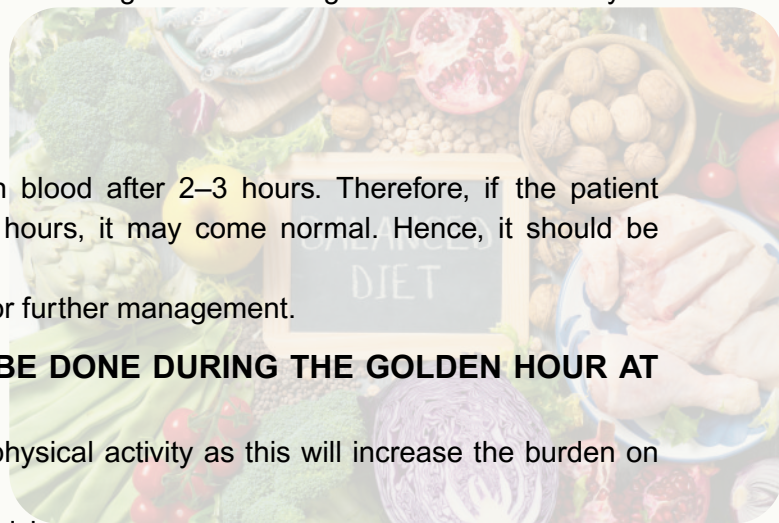 n blood after 2–3 hours. Therefore, if the patient
hours, it may come normal. Hence, it should be
BALANCED
DIET
or further management.
BE DONE DURING THE GOLDEN HOUR AT
physical activity as this will increase the burden on